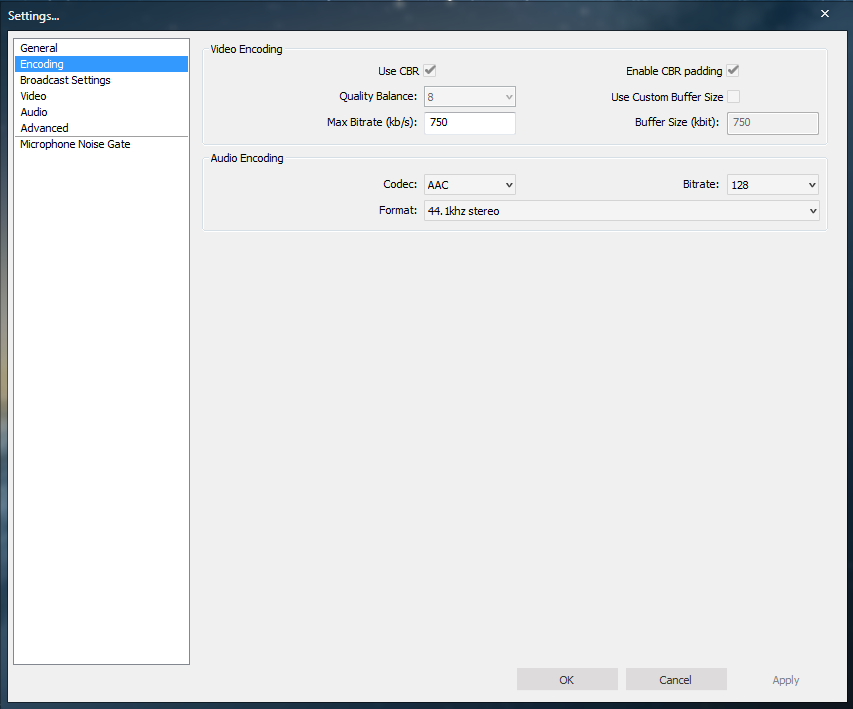 Settings...
General
Encoding
Broadcast Settings
Video
Audio
Advanced
Microphone Noise Gate
Video Encoding
Use CBR
Enable CBR padding
Quality Balance: 8
Use Custom Buffer Size
Max Bitrate (kb/s): 750
Buffer Size (kbit): 750
Audio Encoding
Codec: AAC
Bitrate: 128
Format: 44.1khz stereo
OK
Cancel
Apply